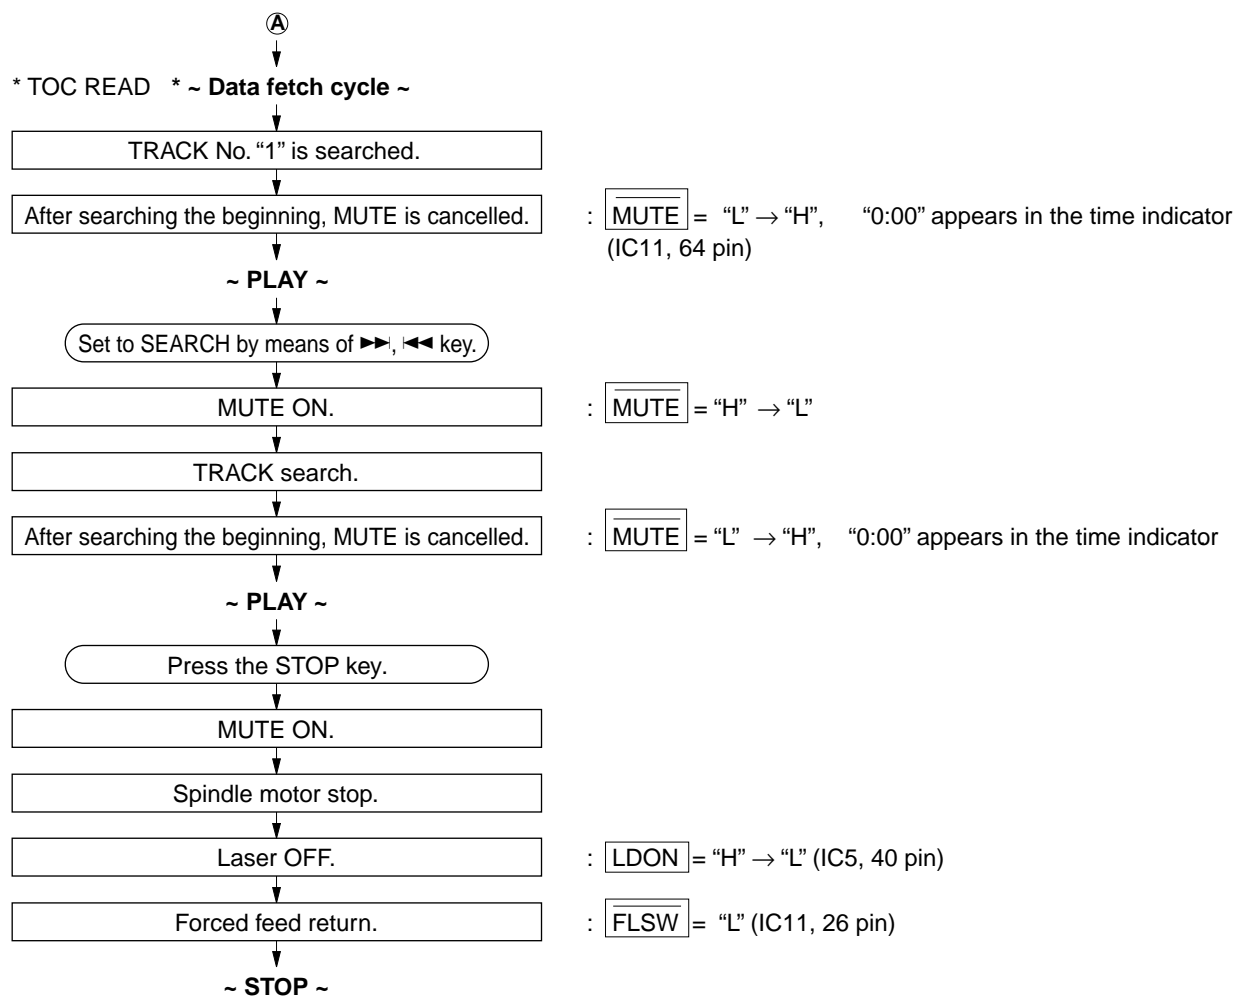 A
* TOC READ * ~ Data fetch cycle ~
TRACK No. “1” is searched.
After searching the beginning, MUTE is cancelled. : MUTE = “L” → “H”, “0:00” appears in the time indicator
(IC11, 64 pin)
~ PLAY ~
Set to SEARCH by means of ►►|, |◄◄ key.
MUTE ON. : MUTE = “H” → “L”
TRACK search.
After searching the beginning, MUTE is cancelled. : MUTE = “L” → “H”, “0:00” appears in the time indicator
~ PLAY ~
Press the STOP key.
MUTE ON.
Spindle motor stop.
Laser OFF. : LDON = “H” → “L” (IC5, 40 pin)
Forced feed return. : FLSW = “L” (IC11, 26 pin)
~ STOP ~